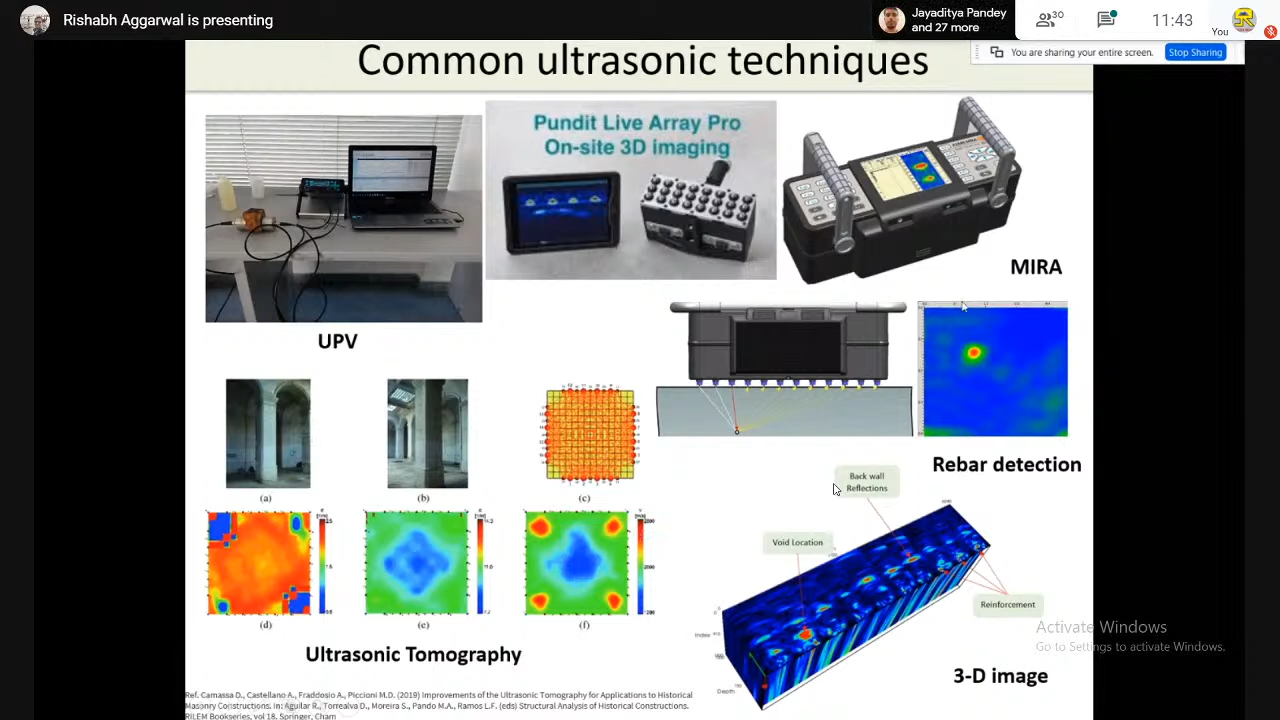 Rishabh Aggarwal is presenting
Jayaditya Pandey
and 27 more
30
11:43
You
You are sharing your entire screen.
Stop Sharing
Common ultrasonic techniques
Pundit Live Array Pro
On-site 3D imaging
MIRA
UPV
Rebar detection
(a)
(b)
(c)
Back wall
Reflections
Void Location
Reinforcement
Index
Depth
(d)
(e)
(f)
Ultrasonic Tomography
3-D image
Activate Windows
Go to Settings to activate Windows.
Ref. Camassa D., Castellano A., Fraddosio A., Piccioni M.D. (2019) Improvements of the Ultrasonic Tomography for Applications to Historical
Masonry Constructions. In: Aguilar R., Torrealva D., Moreira S., Pando M.A., Ramos L.F. (eds) Structural Analysis of Historical Constructions.
RILEM Bookseries, vol 18. Springer, Cham